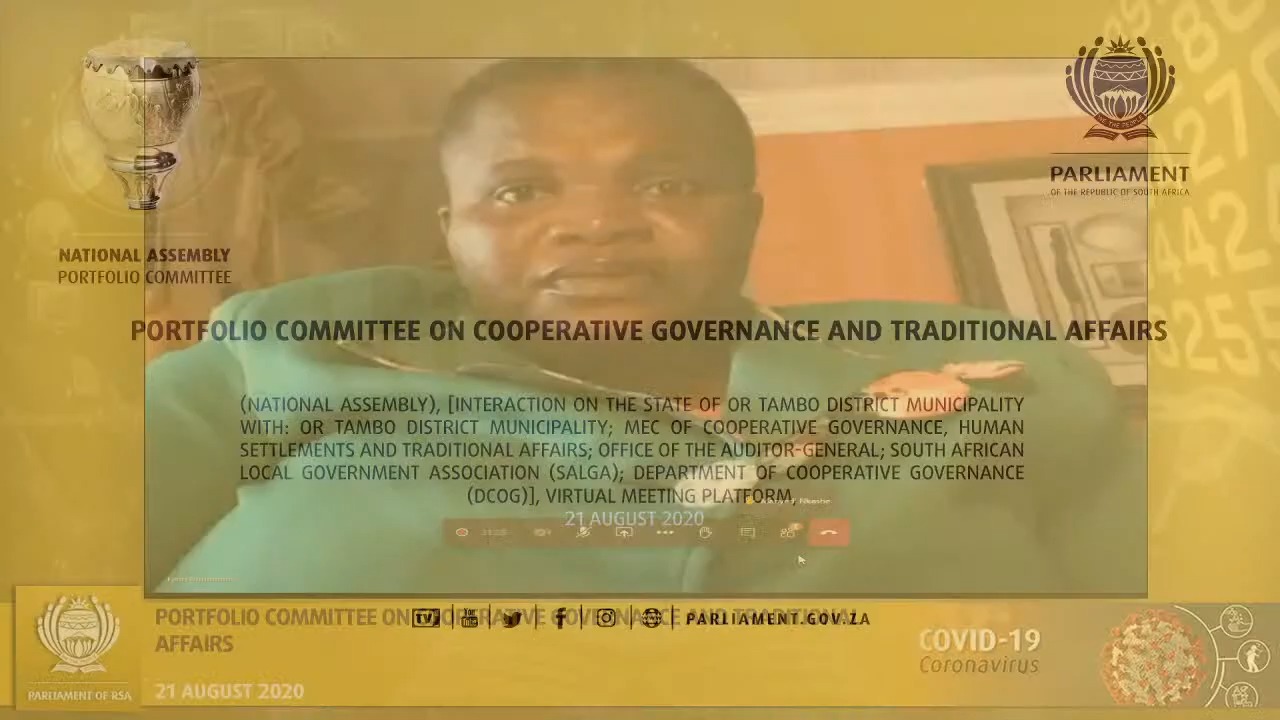 NATIONAL ASSEMBLY
PORTFOLIO COMMITTEE
PARLIAMENT
OF THE REPUBLIC OF SOUTH AFRICA
PORTFOLIO COMMITTEE ON COOPERATIVE GOVERNANCE AND TRADITIONAL AFFAIRS
(NATIONAL ASSEMBLY), [INTERACTION ON THE STATE OF OR TAMBO DISTRICT MUNICIPALITY
WITH: OR TAMBO DISTRICT MUNICIPALITY; MEC OF COOPERATIVE GOVERNANCE, HUMAN
SETTLEMENTS AND TRADITIONAL AFFAIRS; OFFICE OF THE AUDITOR-GENERAL; SOUTH AFRICAN
LOCAL GOVERNMENT ASSOCIATION (SALGA); DEPARTMENT OF COOPERATIVE GOVERNANCE
(DCOG)], VIRTUAL MEETING PLATFORM,
21 AUGUST 2020
PORTFOLIO COMMITTEE ON COOPERATIVE GOVERNANCE AND TRADITIONAL
AFFAIRS
PARLIAMENT.GOV.ZA
21 AUGUST 2020
PARLIAMENT OF RSA
COVID-19
Coronavirus